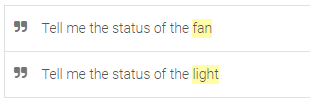 Tell me the status of the fan
Tell me the status of the light